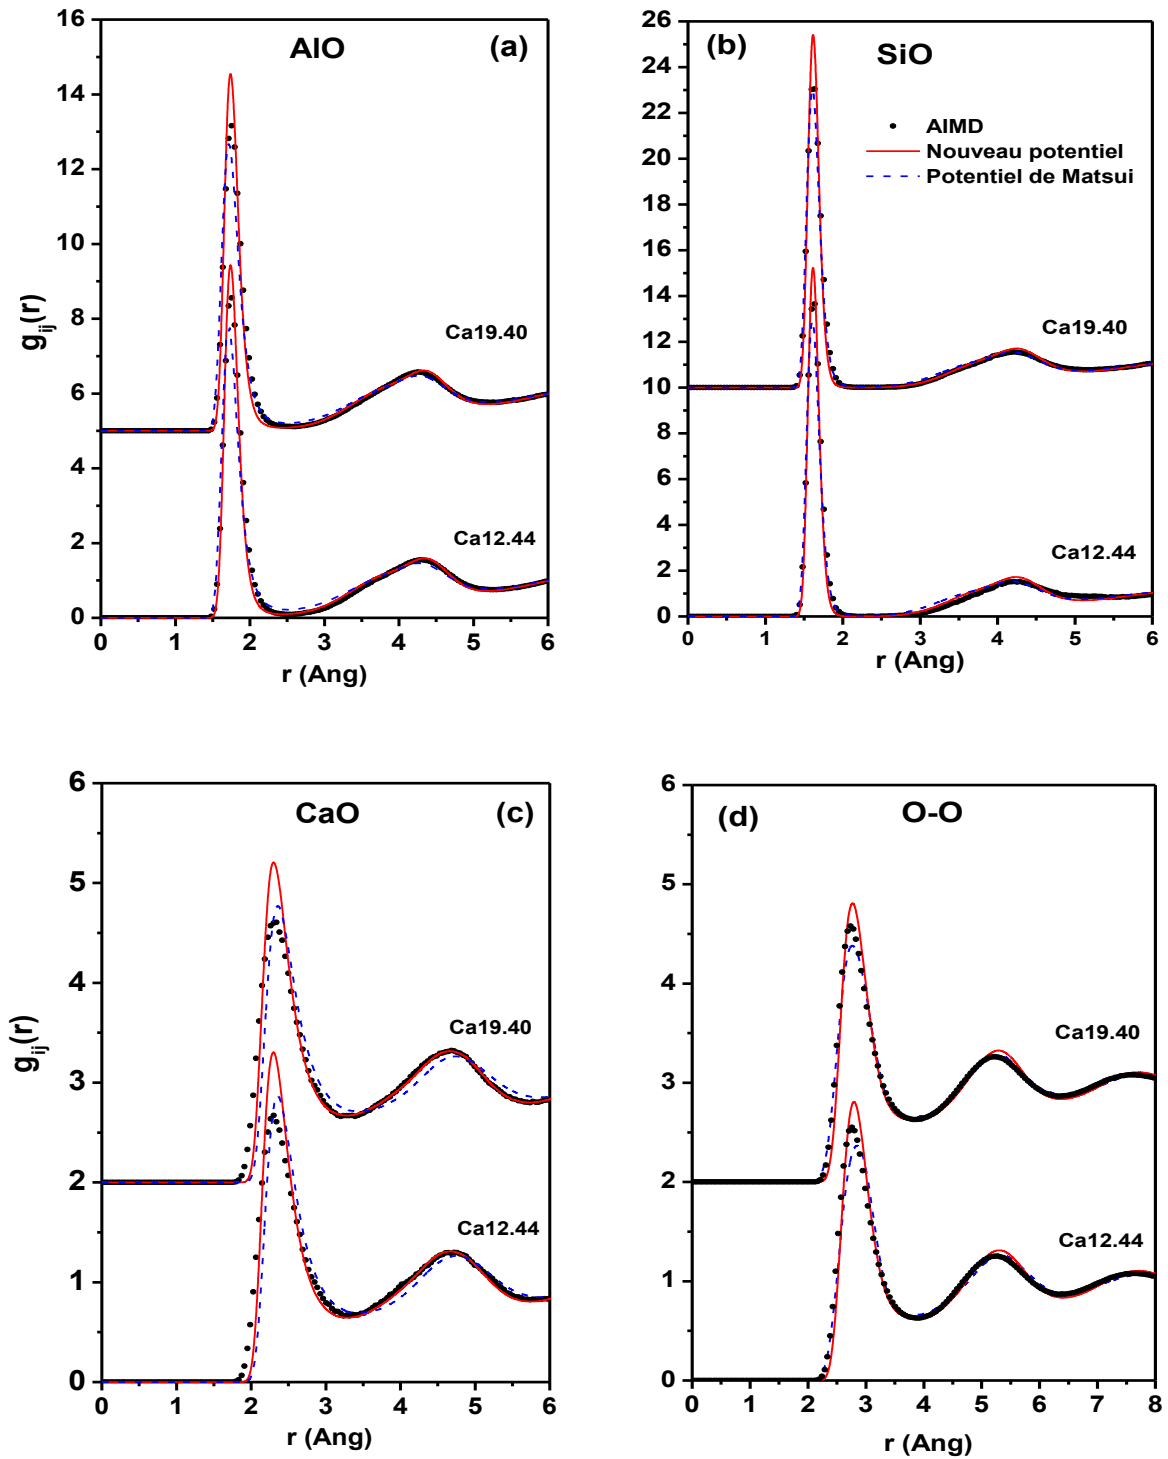 AlO
(a)
16
14
12
10
8
6
4
2
0
g_ij(r)
Ca19.40
Ca12.44
0 1 2 3 4 5 6
r (Ang)
(b)
SiO
26
24
22
20
18
16
14
12
10
8
6
4
2
0
AIMD
Nouveau potentiel
Potentiel de Matsui
Ca19.40
Ca12.44
0 1 2 3 4 5 6
r (Ang)
CaO
(c)
6
5
4
3
2
1
0
g_ij(r)
Ca19.40
Ca12.44
0 1 2 3 4 5 6
r (Ang)
(d)
O-O
6
5
4
3
2
1
0
Ca19.40
Ca12.44
0 1 2 3 4 5 6 7 8
r (Ang)